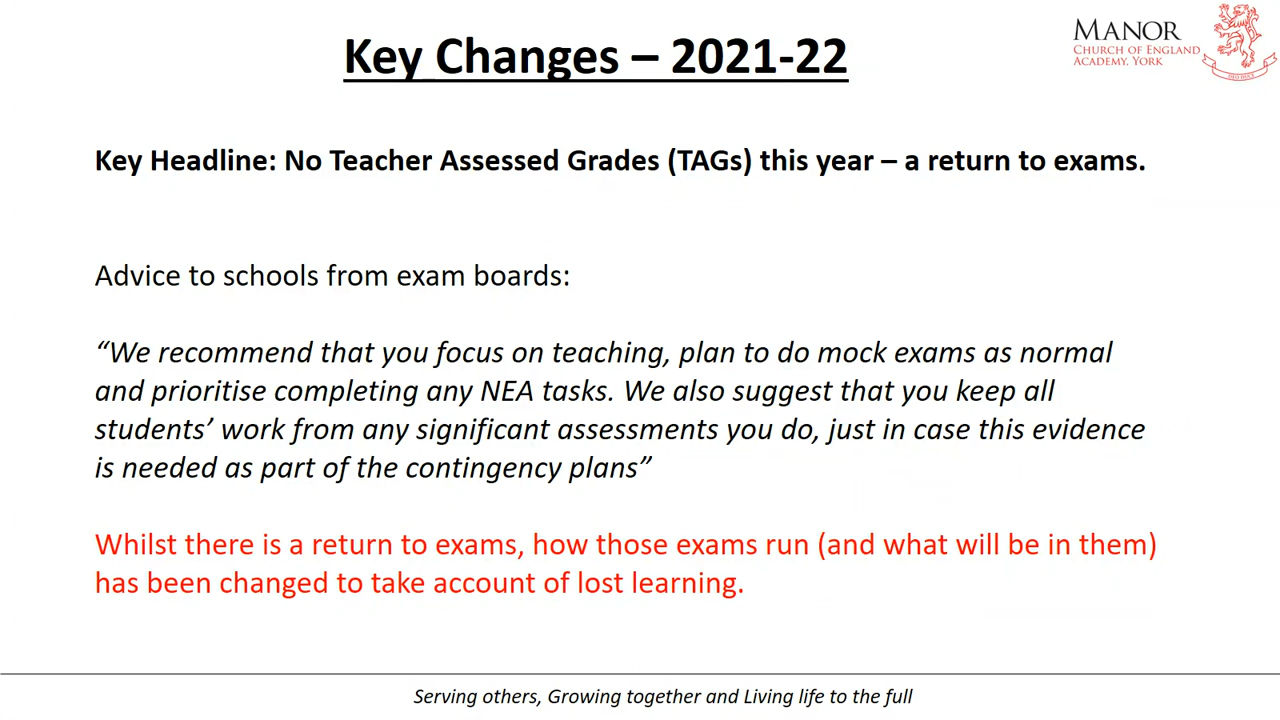 Key Changes – 2021-22
MANOR
CHURCH OF ENGLAND
ACADEMY, YORK
Key Headline: No Teacher Assessed Grades (TAGs) this year – a return to exams.
Advice to schools from exam boards:
“We recommend that you focus on teaching, plan to do mock exams as normal
and prioritise completing any NEA tasks. We also suggest that you keep all
students’ work from any significant assessments you do, just in case this evidence
is needed as part of the contingency plans”
Whilst there is a return to exams, how those exams run (and what will be in them)
has been changed to take account of lost learning.
Serving others, Growing together and Living life to the full